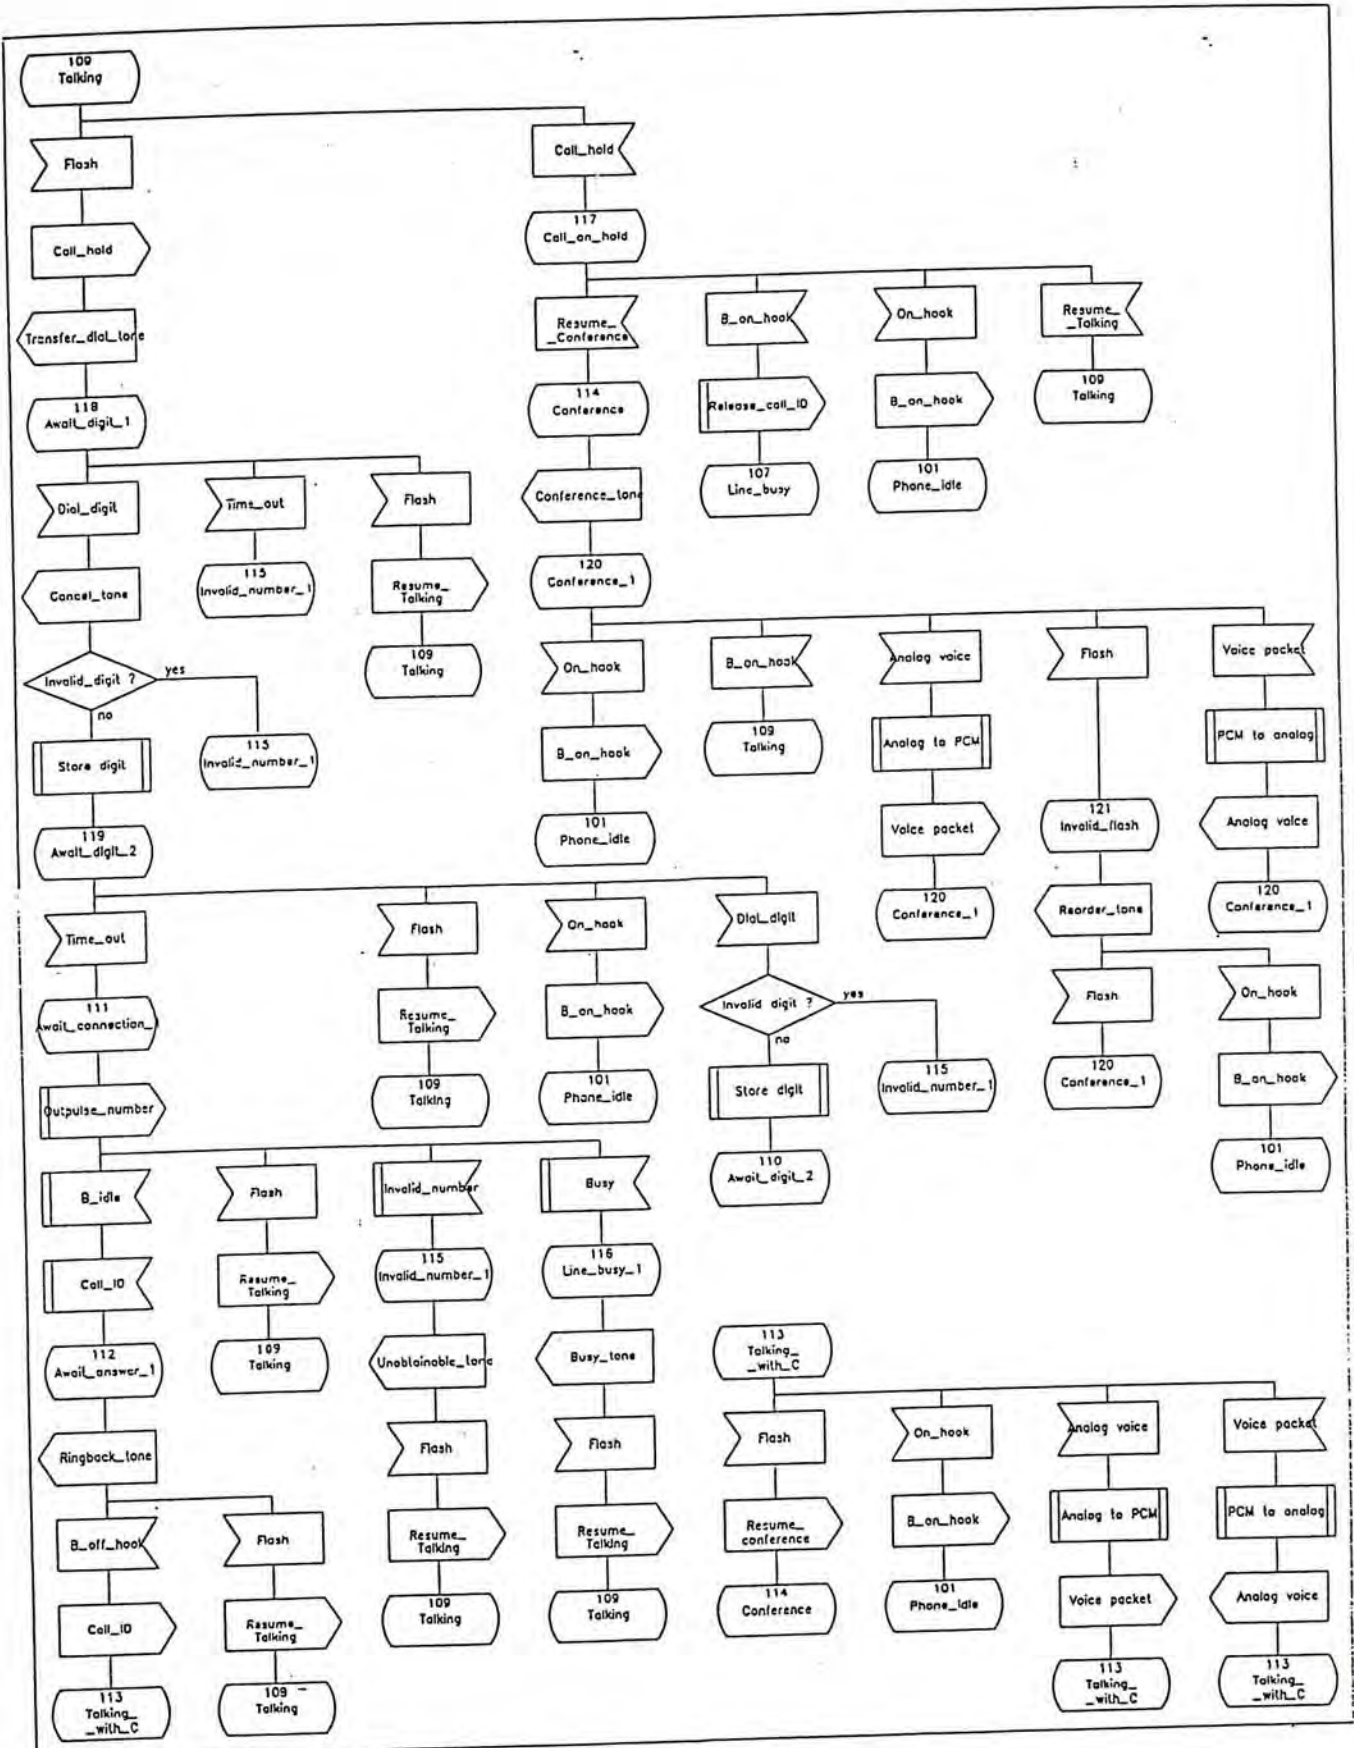 109
Talking
Flash
Call_hold
Call_hold
117
Call_on_hold
Transfer_dial_tone
Resume_
_Conference
B_on_hook
On_hook
Resume_
_Talking
118
Await_digit_1
114
Conference
Release_call_ID
B_on_hook
109
Talking
Dial_digit
Time_out
Flash
Conference_tone
107
Line_busy
101
Phone_idle
Cancel_tone
115
Invalid_number_1
Resume_
Talking
120
Conference_1
Invalid_digit ?
yes
no
109
Talking
On_hook
B_on_hook
Analog voice
Flash
Voice packet
Store digit
115
Invalid_number_1
B_on_hook
109
Talking
Analog to PCM
PCM to analog
119
Await_digit_2
101
Phone_idle
Voice packet
121
Invalid_flash
Analog voice
Time_out
Flash
On_hook
Dial_digit
120
Conference_1
Reorder_tone
120
Conference_1
111
Await_connection_
Resume_
Talking
B_on_hook
Invalid digit ?
yes
no
Flash
On_hook
Outpulse_number
109
Talking
101
Phone_idle
Store digit
115
Invalid_number_1
120
Conference_1
B_on_hook
B_idle
Flash
Invalid_number
Busy
110
Await_digit_2
101
Phone_idle
Call_ID
Resume_
Talking
115
Invalid_number_1
116
Line_busy_1
112
Await_answer_1
109
Talking
Unobtainable_tone
Busy_tone
113
Talking_
_with_C
Ringback_tone
Flash
Flash
Flash
On_hook
Analog voice
Voice packet
B_off_hook
Flash
Resume_
Talking
Resume_
Talking
Resume_
conference
B_on_hook
Analog to PCM
PCM to analog
Call_ID
Resume_
Talking
109
Talking
109
Talking
114
Conference
101
Phone_idle
Voice packet
Analog voice
113
Talking_
_with_C
109
Talking
113
Talking_
_with_C
113
Talking_
_with_C